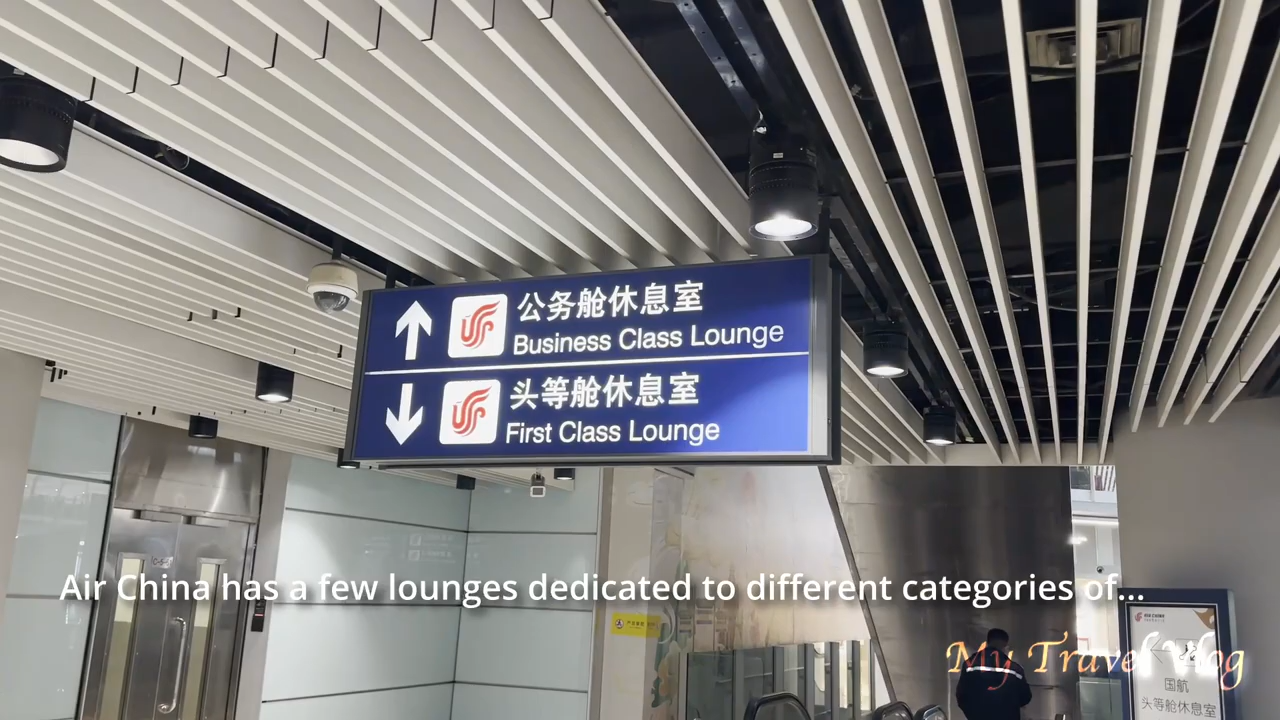 公务舱休息室
Business Class Lounge
头等舱休息室
First Class Lounge
Air China has a few lounges dedicated to different categories of...
AIR CHINA
My Travel Vlog
国航
头等舱休息室